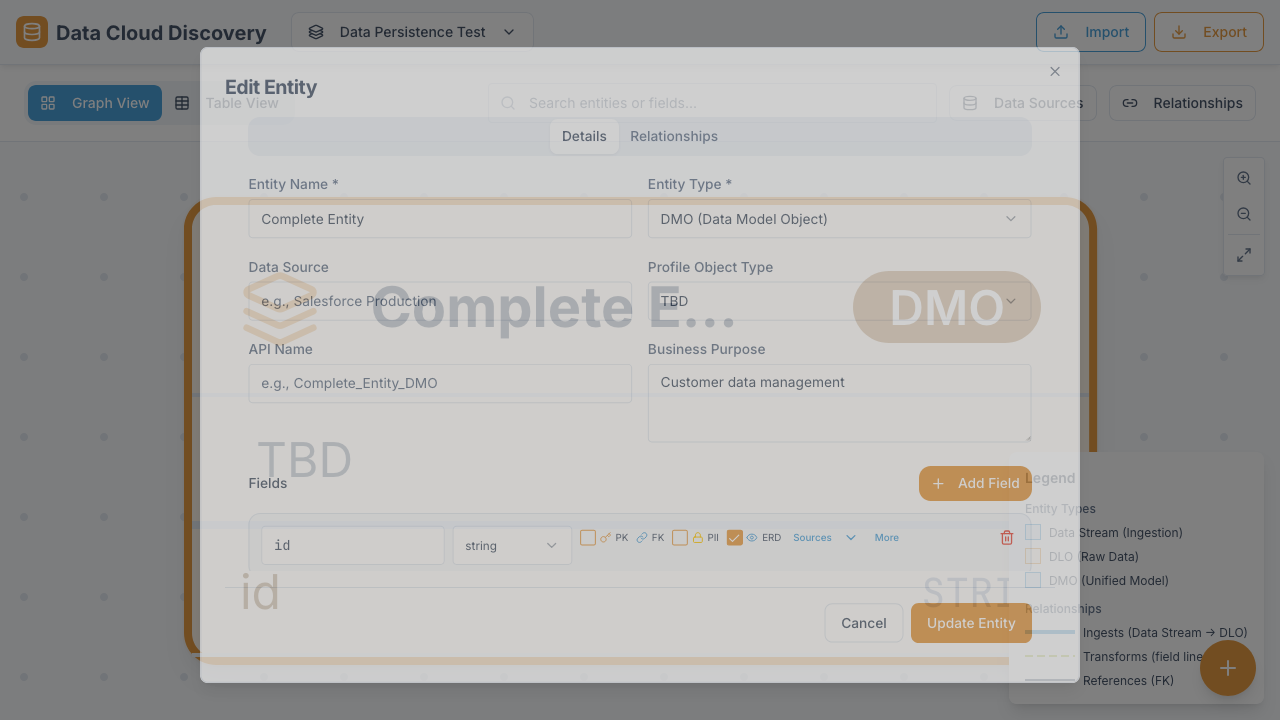 Data Cloud Discovery
Data Persistence Test
Import
Export
Edit Entity
Graph View
Table View
Search entities or fields...
Data Sources
Relationships
Details
Relationships
Entity Name *
Entity Type *
Complete Entity
DMO (Data Model Object)
Data Source
Profile Object Type
e.g., Salesforce Production
TBD
Complete E...
DMO
API Name
Business Purpose
e.g., Complete_Entity_DMO
Customer data management
TBD
Fields
Add Field
id
string
PK
FK
PII
ERD
Sources
More
id
STRI
Cancel
Update Entity
Legend
Entity Types
Data Stream (Ingestion)
DLO (Raw Data)
DMO (Unified Model)
Relationships
Ingests (Data Stream → DLO)
Transforms (field line
References (FK)